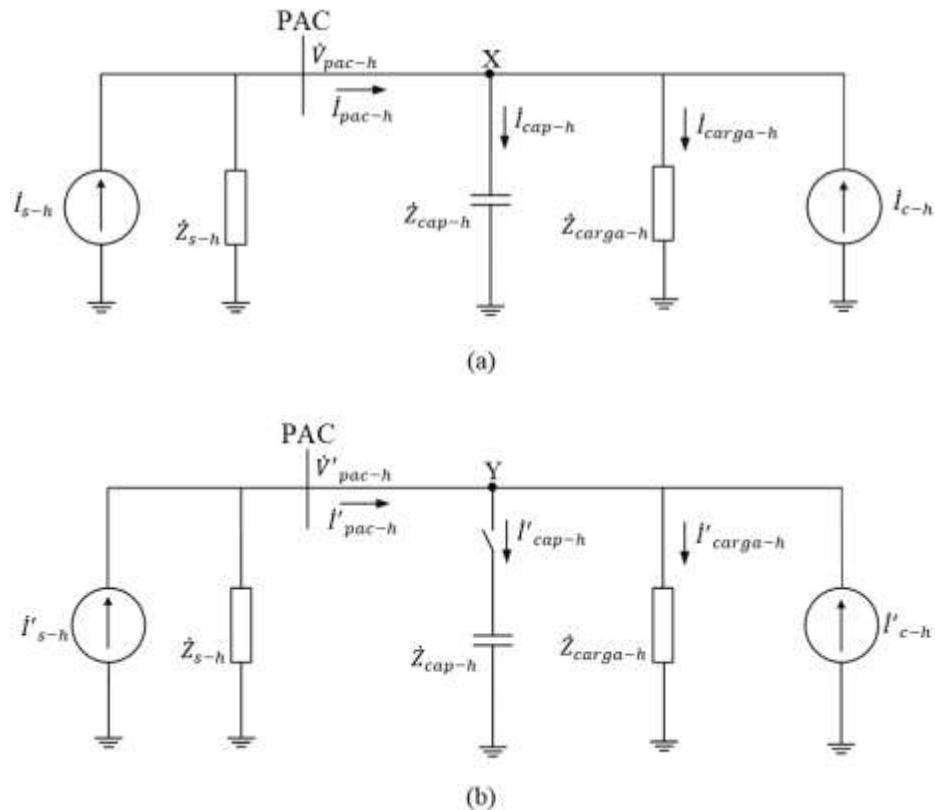 PAC
V̇pac−h
X
İpac−h
İcap−h
İcarga−h
İs−h
Żs−h
Żcap−h
Żcarga−h
İc−h
(a)
PAC
V̇'pac−h
Y
İ'pac−h
İ'cap−h
İ'carga−h
İ's−h
Żs−h
Żcap−h
Żcarga−h
İ'c−h
(b)